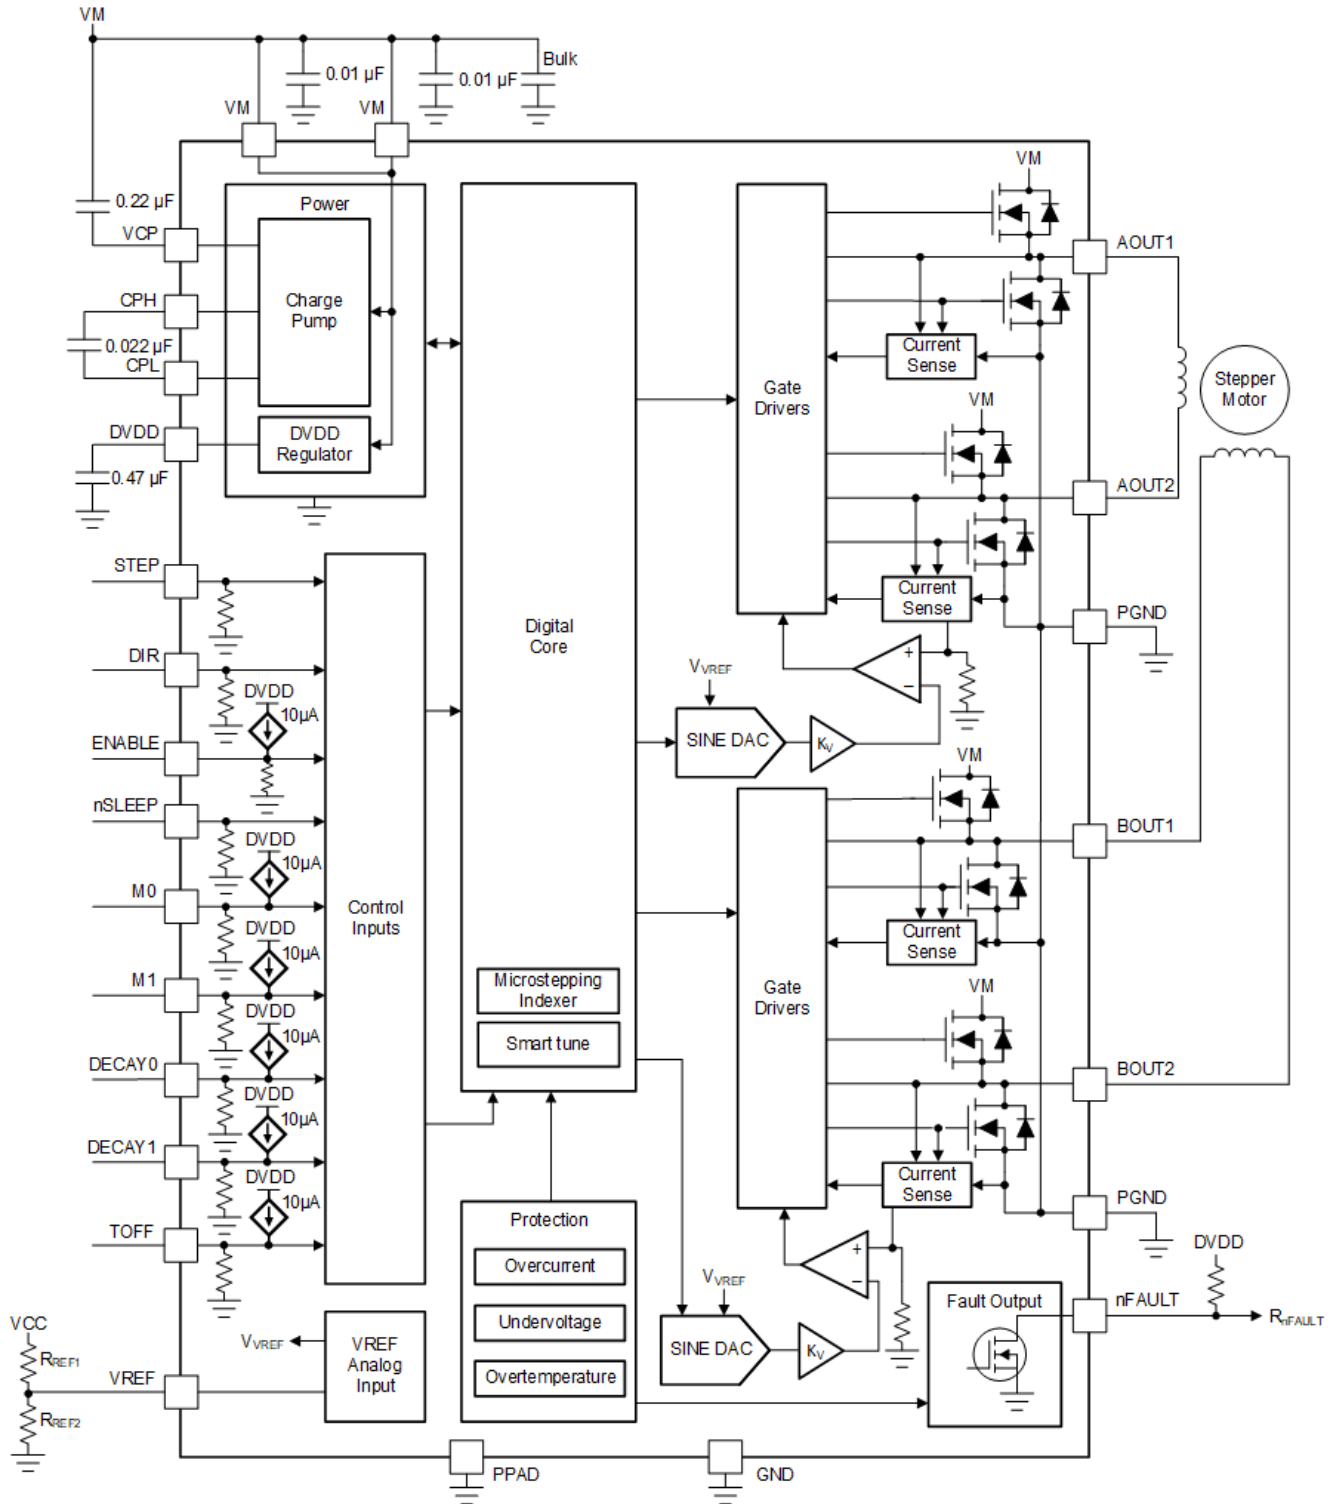 VM
0.01 µF
0.01 µF
Bulk
VM
VM
0.22 µF
VCP
CPH
0.022 µF
CPL
DVDD
0.47 µF
Power
Charge
Pump
DVDD
Regulator
STEP
DIR
DVDD
10µA
ENABLE
nSLEEP
DVDD
10µA
M0
DVDD
10µA
M1
DVDD
10µA
DECAY0
DVDD
10µA
DECAY1
DVDD
10µA
TOFF
Control
Inputs
VCC
RREF1
VREF
RREF2
VVREF
VREF
Analog
Input
Digital
Core
Microstepping
Indexer
Smart tune
Protection
Overcurrent
Undervoltage
Overtemperature
PPAD
GND
Gate
Drivers
VM
AOUT1
Current
Sense
VM
AOUT2
Current
Sense
Stepper
Motor
PGND
+
−
VVREF
SINE DAC
KV
Gate
Drivers
VM
BOUT1
Current
Sense
VM
BOUT2
Current
Sense
PGND
+
−
VVREF
SINE DAC
KV
Fault Output
DVDD
nFAULT
RnFAULT